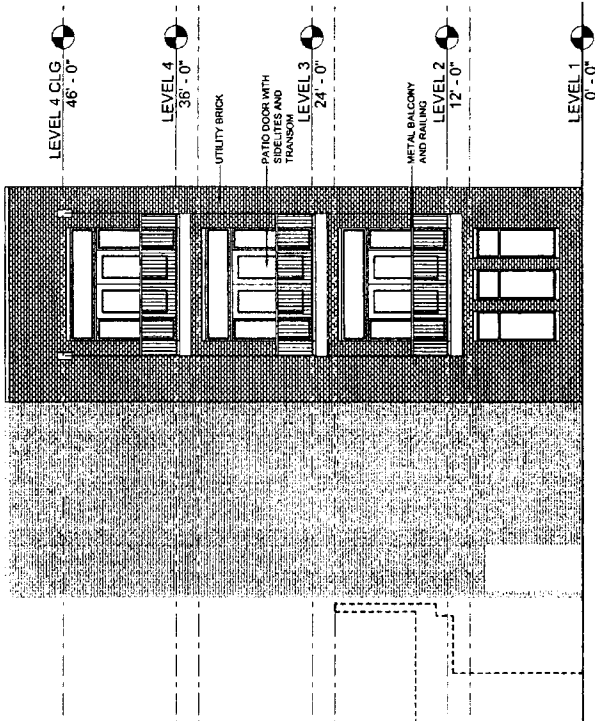 LEVEL 4 CLG
46' - 0"
LEVEL 4
36' - 0"
UTILITY BRICK
LEVEL 3
24' - 0"
PATIO DOOR WITH
SIDELITES AND
TRANSOM
LEVEL 2
12' - 0"
METAL BALCONY
AND RAILING
LEVEL 1
0' - 0"